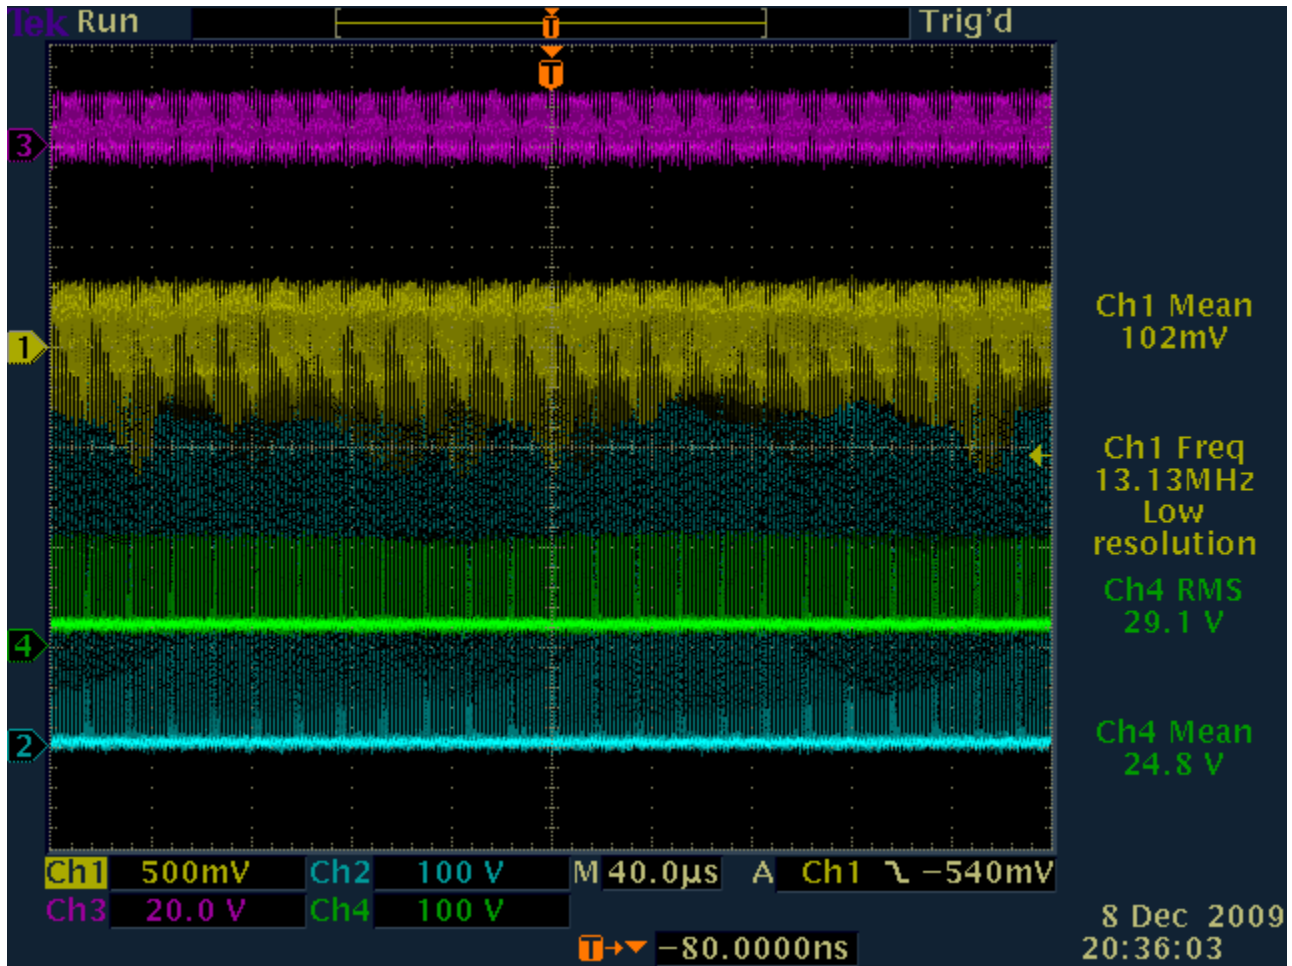 Tek Run Trig'd
T
T
3
1
4
2
Ch1 Mean
102mV
Ch1 Freq
13.13MHz
Low
resolution
Ch4 RMS
29.1 V
Ch4 Mean
24.8 V
Ch1 500mV Ch2 100 V M 40.0µs A Ch1 -540mV
Ch3 20.0 V Ch4 100 V
T -80.0000ns
8 Dec 2009
20:36:03